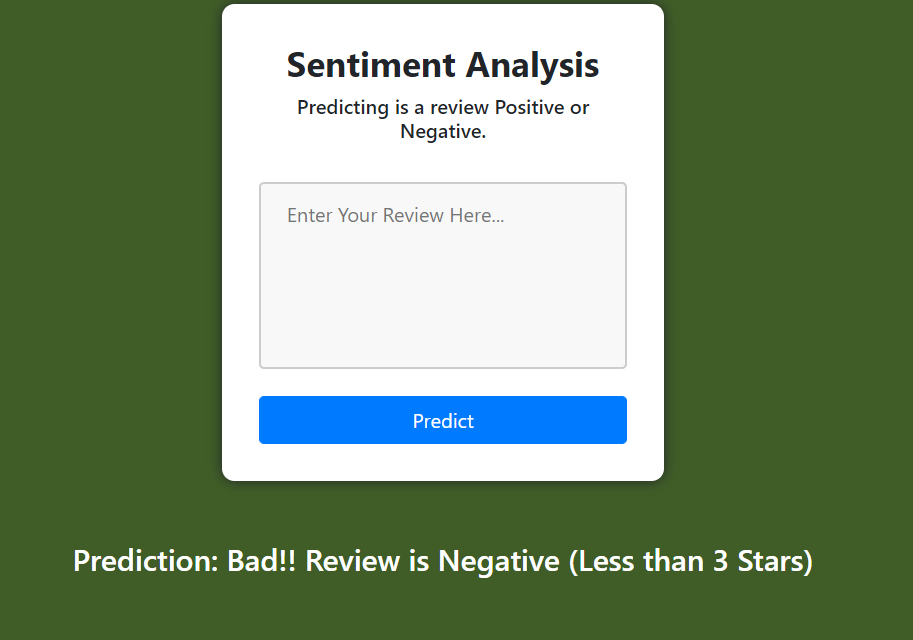 Sentiment Analysis
Predicting is a review Positive or
Negative.
Enter Your Review Here...
Predict
Prediction: Bad!! Review is Negative (Less than 3 Stars)